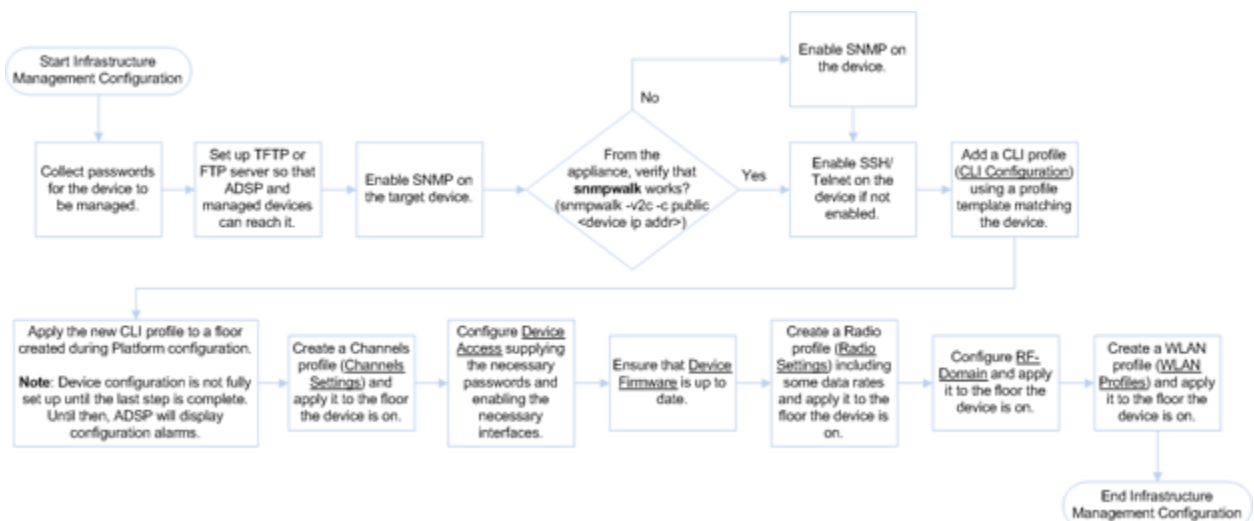 Start Infrastructure
Management Configuration
Collect passwords
for the device to
be managed.
Set up TFTP or
FTP server so that
ADSP and
managed devices
can reach it.
Enable SNMP on
the target device.
From the
appliance, verify that
snmpwalk works?
(snmpwalk -v2c -c public
<device ip addr>)
No
Enable SNMP on
the device.
Yes
Enable SSH/
Telnet on the
device if not
enabled.
Add a CLI profile
(CLI Configuration)
using a profile
template matching
the device.
Apply the new CLI profile to a floor
created during Platform configuration.
Note: Device configuration is not fully
set up until the last step is complete.
Until then, ADSP will display
configuration alarms.
Create a Channels
profile (Channels
Settings) and
apply it to the floor
the device is on.
Configure Device
Access supplying
the necessary
passwords and
enabling the
necessary
interfaces.
Ensure that Device
Firmware is up to
date.
Create a Radio
profile (Radio
Settings) including
some data rates
and apply it to the
floor the device is
on.
Configure RF-
Domain and apply
it to the floor the
device is on.
Create a WLAN
profile (WLAN
Profiles) and apply
it to the floor the
device is on.
End Infrastructure
Management Configuration